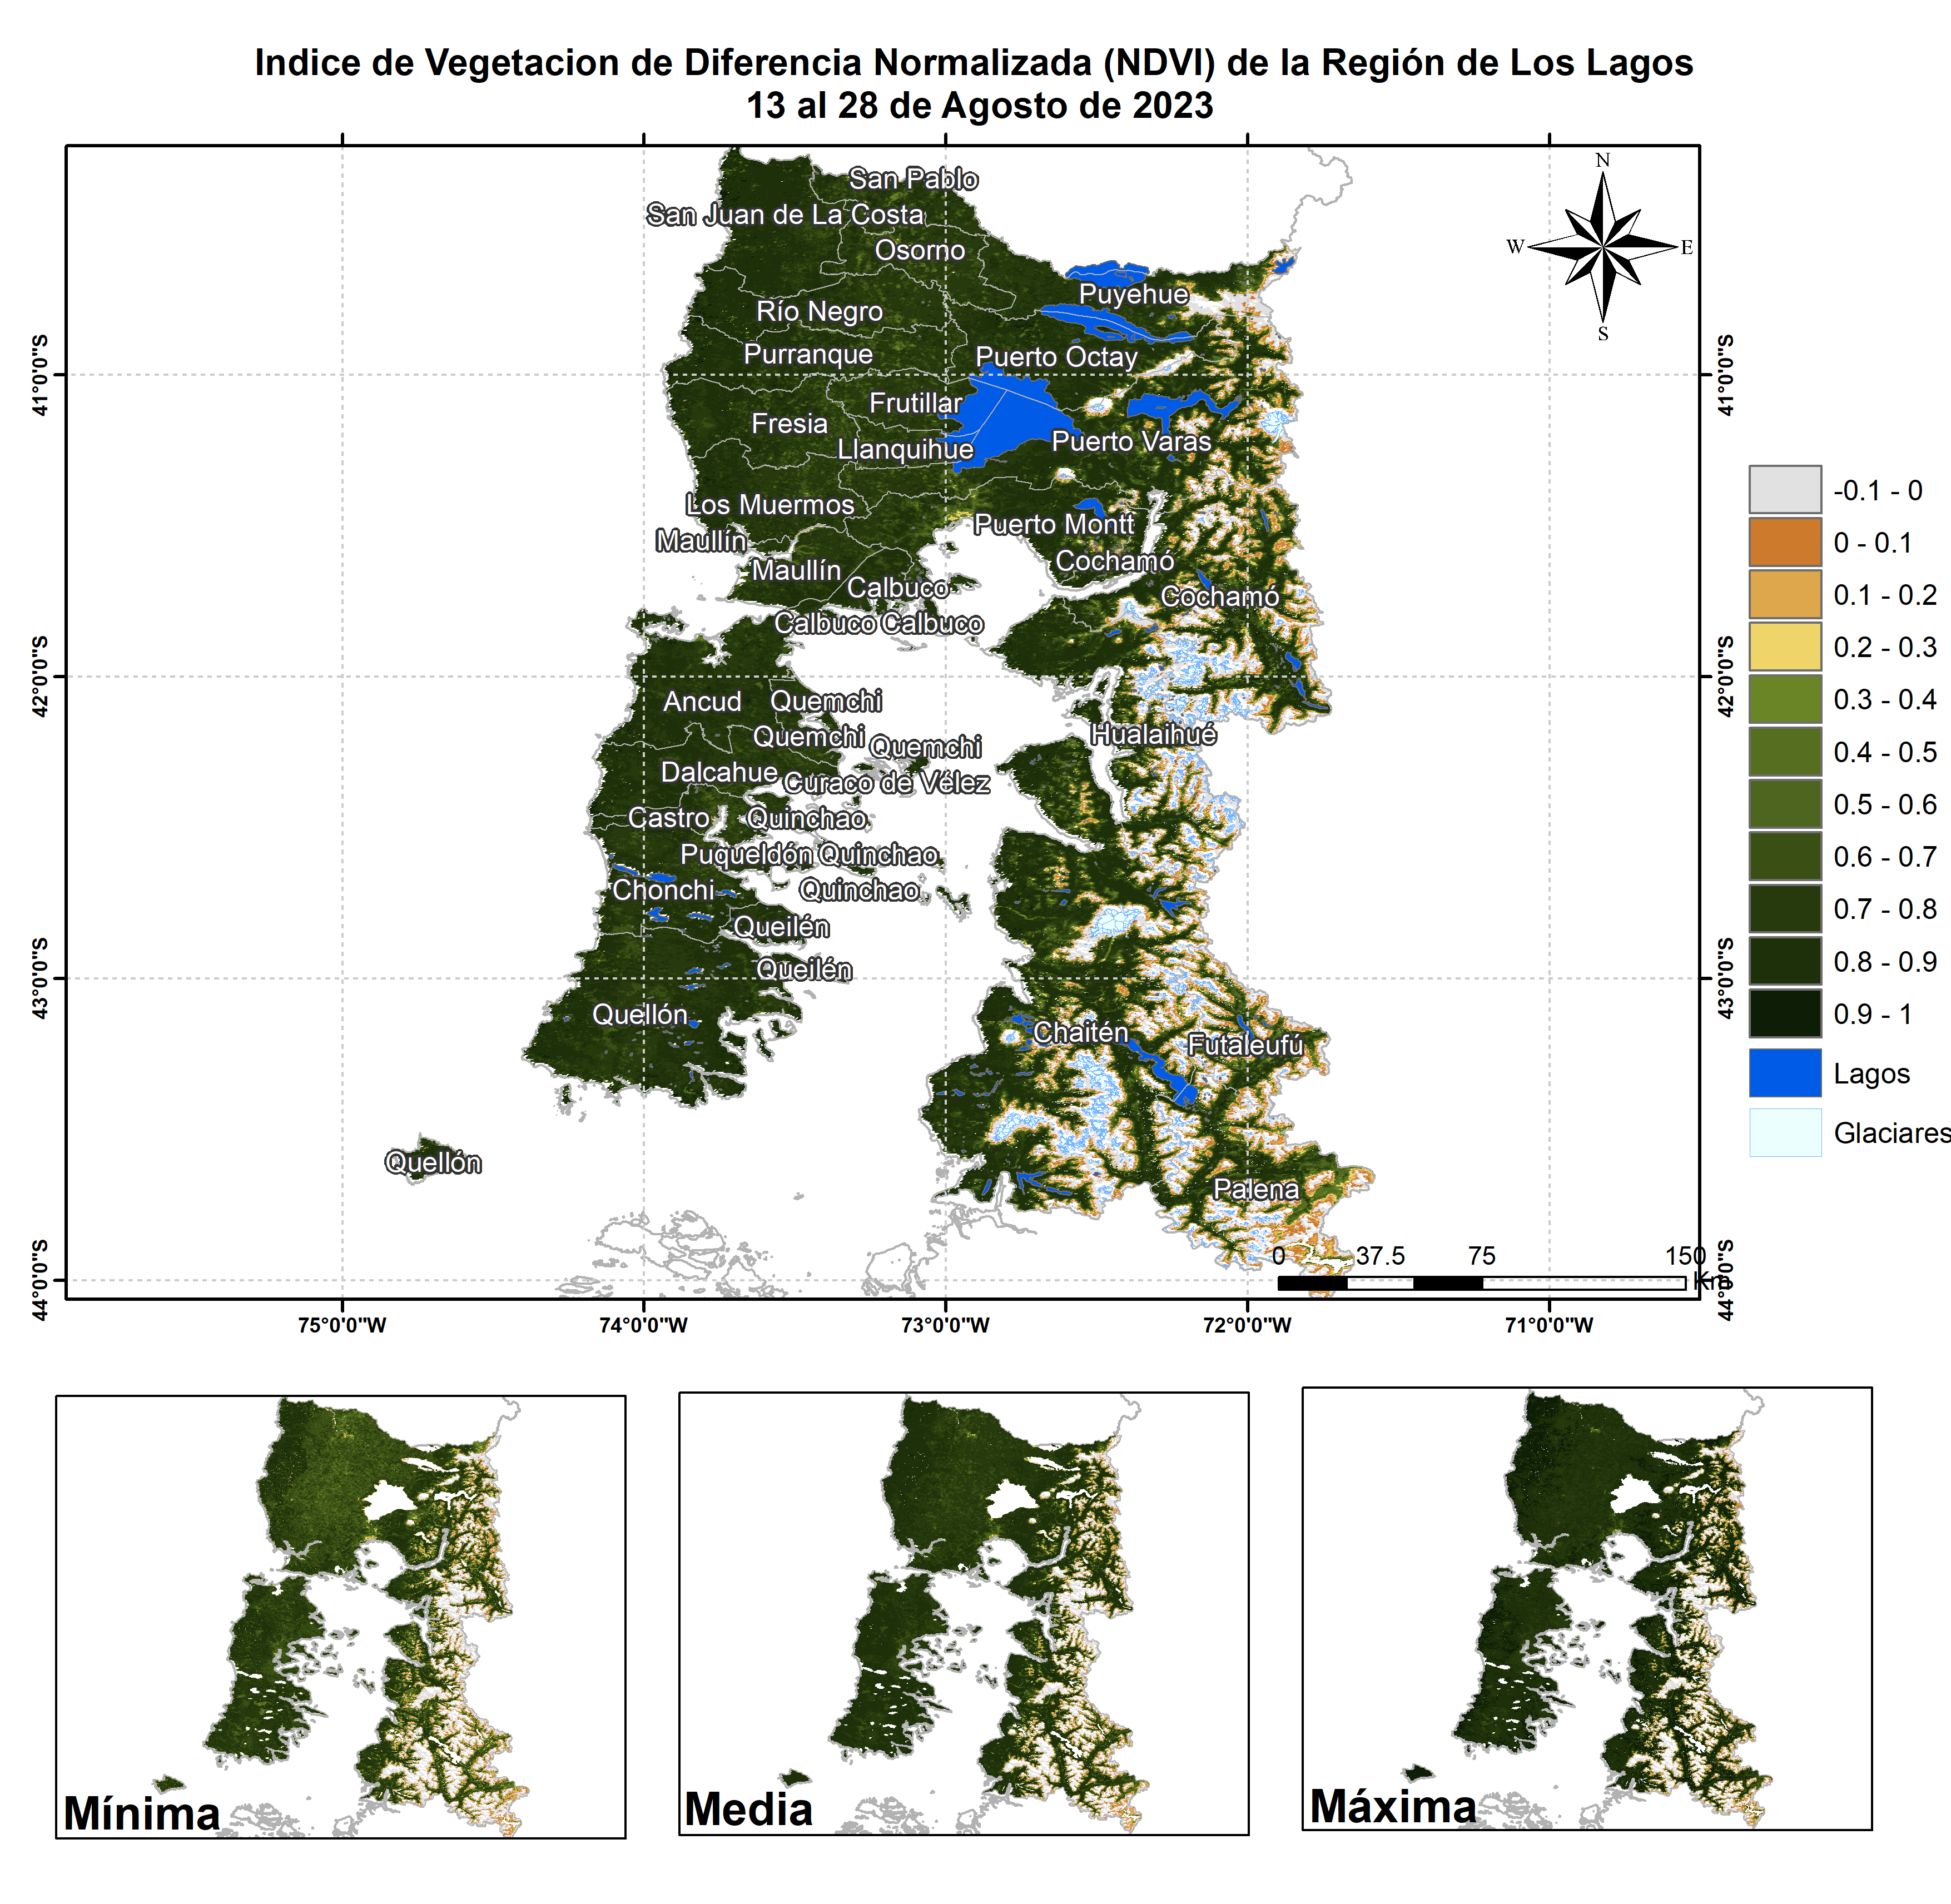 Indice de Vegetacion de Diferencia Normalizada (NDVI) de la Región de Los Lagos
13 al 28 de Agosto de 2023
N
W
E
S
San Pablo
San Juan de La Costa
Osorno
Puyehue
Río Negro
Purranque
Puerto Octay
Frutillar
Fresia
Llanquihue
Puerto Varas
Los Muermos
Puerto Montt
Maullín
Cochamó
Maullín
Calbuco
Cochamó
Calbuco Calbuco
Ancud
Quemchi
Quemchi
Quemchi
Hualaihué
Dalcahue
Curaco de Vélez
Castro
Quinchao
Puqueldón Quinchao
Chonchi
Quinchao
Queilén
Queilén
Quellón
Chaitén
Futaleufú
Quellón
Palena
0 37.5 75 150
Km
41°0'0"S
42°0'0"S
43°0'0"S
44°0'0"S
41°0'0"S
42°0'0"S
43°0'0"S
44°0'0"S
75°0'0"W
74°0'0"W
73°0'0"W
72°0'0"W
71°0'0"W
-0.1 - 0
0 - 0.1
0.1 - 0.2
0.2 - 0.3
0.3 - 0.4
0.4 - 0.5
0.5 - 0.6
0.6 - 0.7
0.7 - 0.8
0.8 - 0.9
0.9 - 1
Lagos
Glaciares
Mínima
Media
Máxima